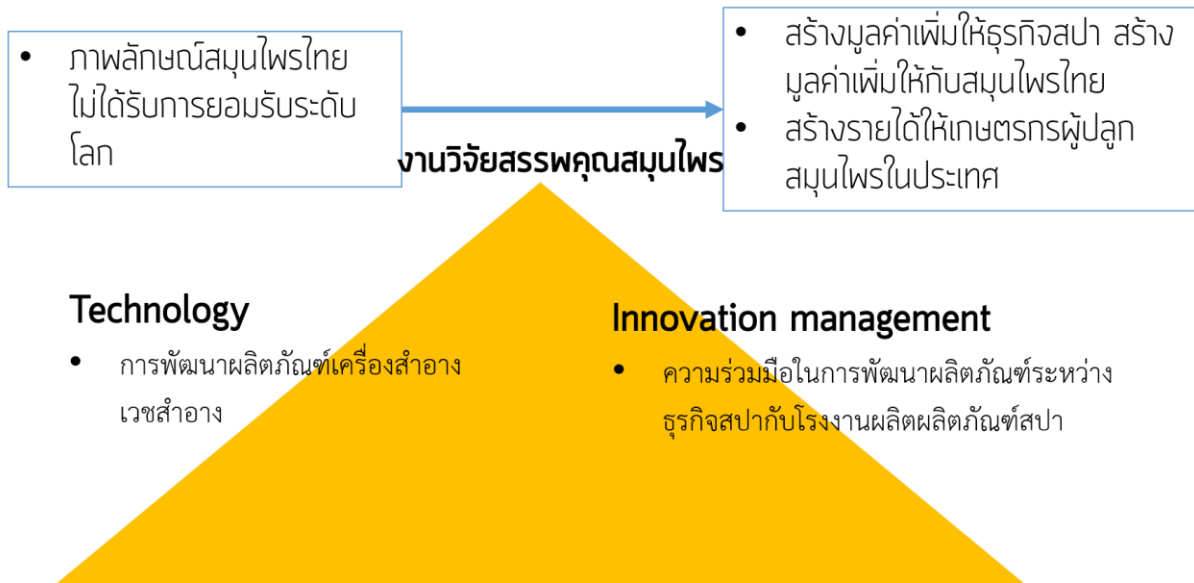 • ภาพลักษณ์สมุนไพรไทย
ไม่ได้รับการยอมรับระดับ
โลก
• สร้างมูลค่าเพิ่มให้ธุรกิจสปา สร้าง
มูลค่าเพิ่มให้กับสมุนไพรไทย
• สร้างรายได้ให้เกษตรกรผู้ปลูก
สมุนไพรในประเทศ
งานวิจัยสรรพคุณสมุนไพร
Technology
• การพัฒนาผลิตภัณฑ์เครื่องสำอาง
เวชสำอาง
Innovation management
• ความร่วมมือในการพัฒนาผลิตภัณฑ์ระหว่าง
ธุรกิจสปากับโรงงานผลิตผลิตภัณฑ์สปา